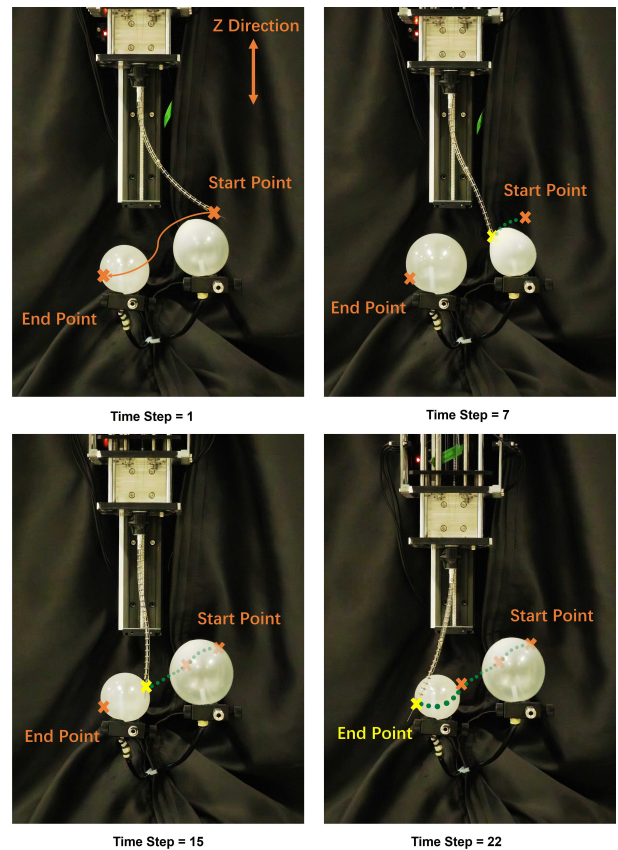 Z Direction
Start Point
End Point
Time Step = 1
Start Point
End Point
Time Step = 7
Start Point
End Point
Time Step = 15
Start Point
End Point
Time Step = 22